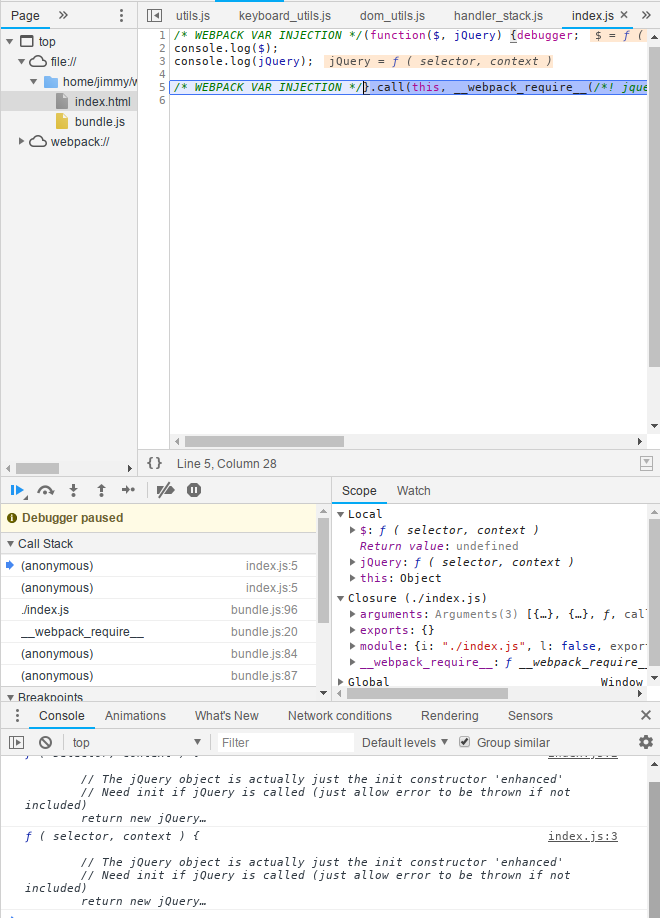 Page
utils.js keyboard_utils.js dom_utils.js handler_stack.js index.js
top
file://
home/jimmy/w
index.html
bundle.js
webpack://
1 /* WEBPACK VAR INJECTION */(function($, jQuery) {debugger; $ = ƒ (
2 console.log($);
3 console.log(jQuery); jQuery = ƒ ( selector, context )
4
5 /* WEBPACK VAR INJECTION */}.call(this, __webpack_require__(/*! jque
6
{} Line 5, Column 28
Debugger paused
Call Stack
(anonymous) index.js:5
(anonymous) index.js:5
./index.js bundle.js:96
__webpack_require__ bundle.js:20
(anonymous) bundle.js:84
(anonymous) bundle.js:87
Breakpoints
Scope Watch
Local
$: ƒ ( selector, context )
Return value: undefined
jQuery: ƒ ( selector, context )
this: Object
Closure (./index.js)
arguments: Arguments(3) [{…}, {…}, ƒ, cal
exports: {}
module: {i: "./index.js", l: false, expor
__webpack_require__: ƒ __webpack_require_
Global Window
Console Animations What's New Network conditions Rendering Sensors
top Filter Default levels Group similar
ƒ ( selector, context ) { index.js:2
// The jQuery object is actually just the init constructor 'enhanced'
// Need init if jQuery is called (just allow error to be thrown if not
included)
return new jQuery…
ƒ ( selector, context ) { index.js:3
// The jQuery object is actually just the init constructor 'enhanced'
// Need init if jQuery is called (just allow error to be thrown if not
included)
return new jQuery…